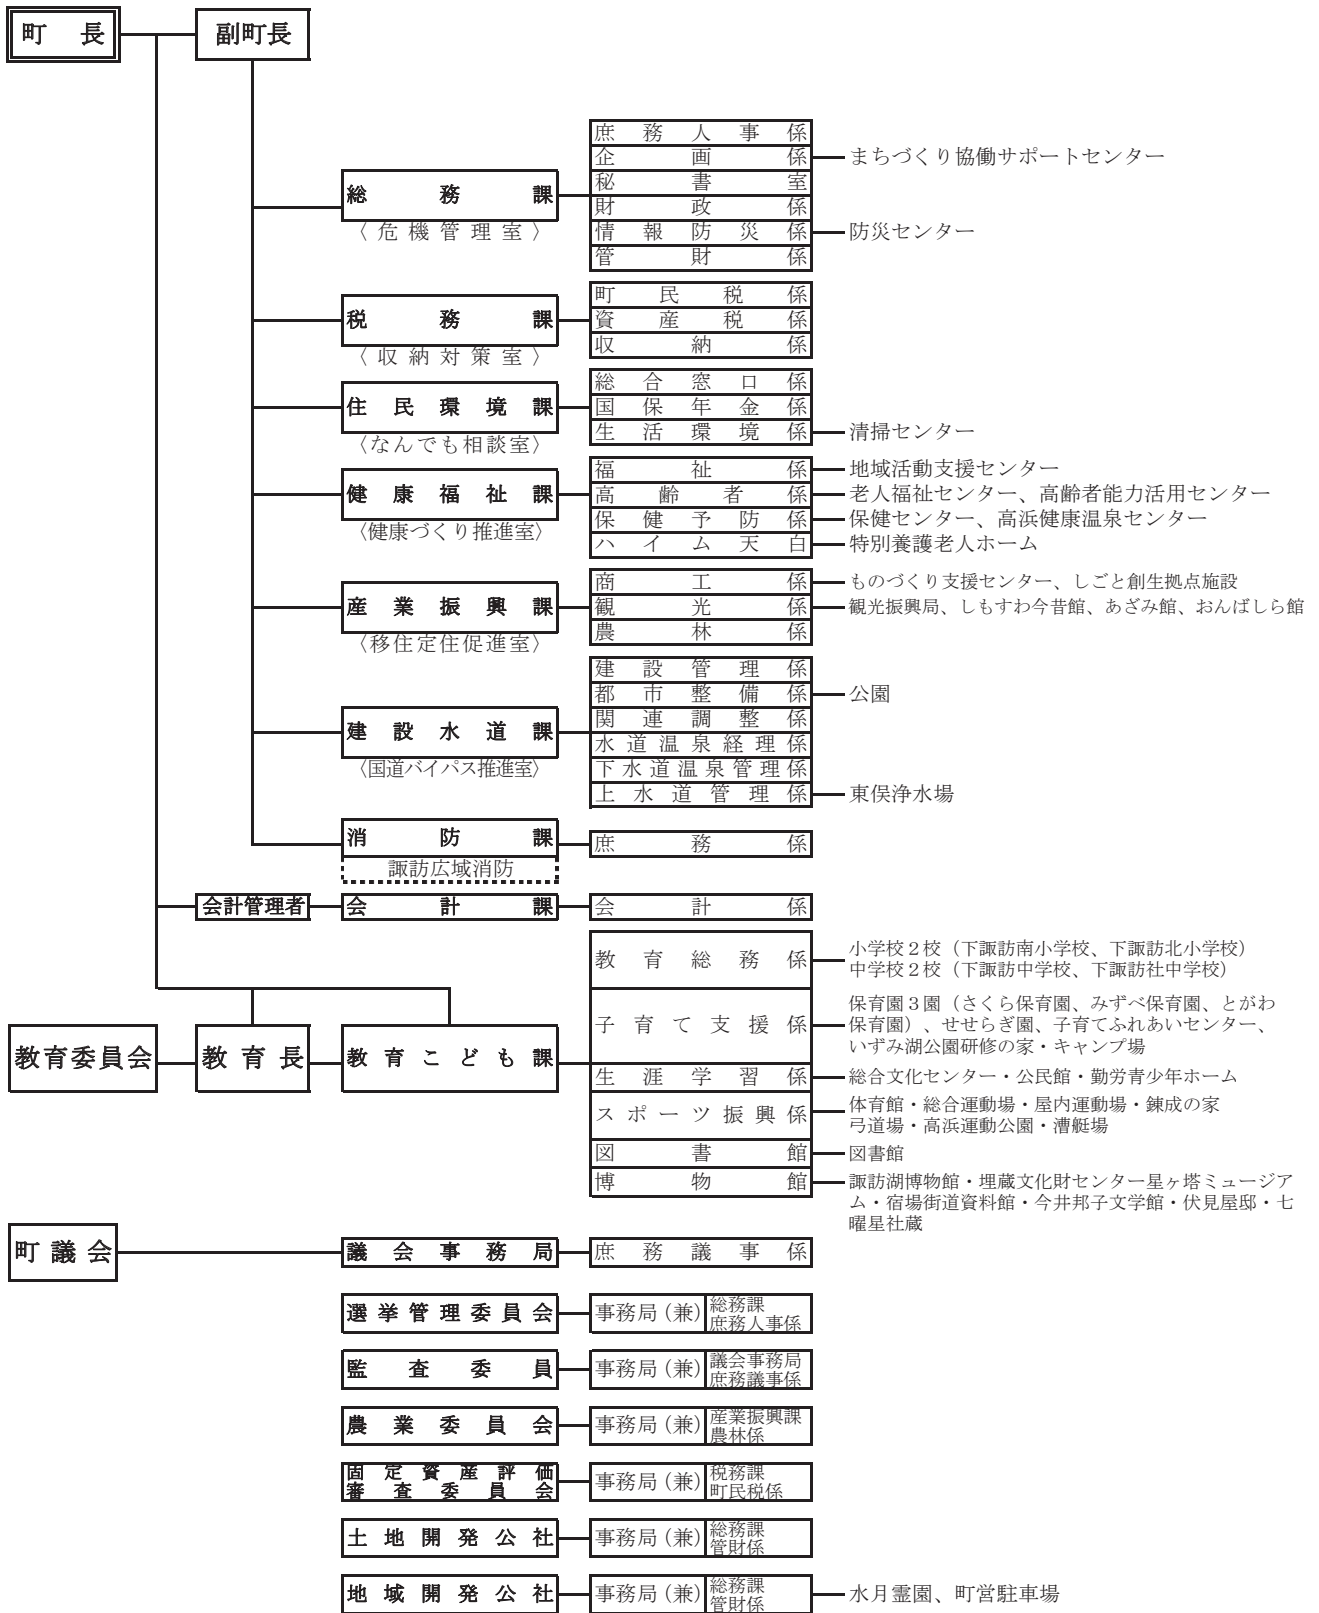 町長
副町長
庶務人事係
企画係
まちづくり協働サポートセンター
秘書室
総務課
財政係
〈危機管理室〉
情報防災係
防災センター
管財係
町民税係
税務課
資産税係
収納係
〈収納対策室〉
総合窓口係
住民環境課
国保年金係
生活環境係
清掃センター
〈なんでも相談室〉
福祉係
地域活動支援センター
健康福祉課
高齢者係
老人福祉センター、高齢者能力活用センター
保健予防係
保健センター、高浜健康温泉センター
〈健康づくり推進室〉
ハイム天白
特別養護老人ホーム
商工係
ものづくり支援センター、しごと創生拠点施設
産業振興課
観光係
観光振興局、しもすわ今昔館、あざみ館、おんばしら館
農林係
〈移住定住促進室〉
建設管理係
都市整備係
公園
関連調整係
建設水道課
水道温泉経理係
〈国道バイパス推進室〉
下水道温泉管理係
上水道管理係
東俣浄水場
消防課
庶務係
諏訪広域消防
会計管理者
会計課
会計係
教育総務係
小学校2校（下諏訪南小学校、下諏訪北小学校）
中学校2校（下諏訪中学校、下諏訪社中学校）
子育て支援係
保育園3園（さくら保育園、みずべ保育園、とがわ
保育園）、せせらぎ園、子育てふれあいセンター、
いずみ湖公園研修の家・キャンプ場
教育委員会
教育長
教育こども課
生涯学習係
総合文化センター・公民館・勤労青少年ホーム
スポーツ振興係
体育館・総合運動場・屋内運動場・錬成の家
弓道場・高浜運動公園・漕艇場
図書館
図書館
博物館
諏訪湖博物館・埋蔵文化財センター星ヶ塔ミュージア
ム・宿場街道資料館・今井邦子文学館・伏見屋邸・七
曜星社蔵
町議会
議会事務局
庶務議事係
選挙管理委員会
事務局（兼）
総務課
庶務人事係
監査委員
事務局（兼）
議会事務局
庶務議事係
農業委員会
事務局（兼）
産業振興課
農林係
固定資産評価
審査委員会
事務局（兼）
税務課
町民税係
土地開発公社
事務局（兼）
総務課
管財係
地域開発公社
事務局（兼）
総務課
管財係
水月霊園、町営駐車場